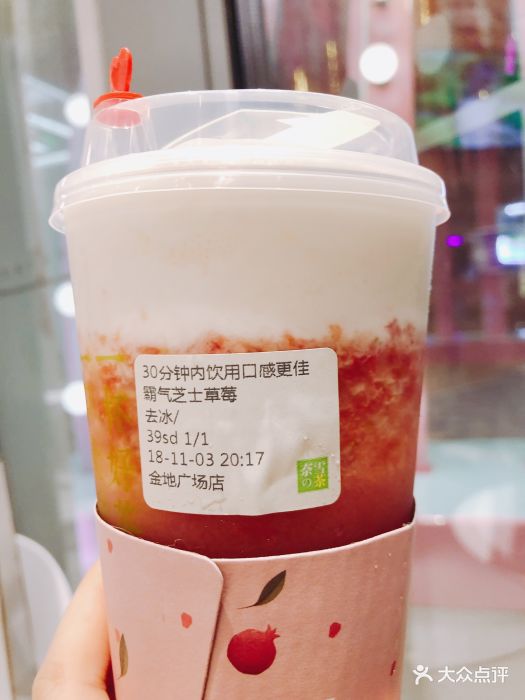 30分钟内饮用口感更佳
霸气芝士草莓
去冰/
39sd 1/1
18-11-03 20:17
金地广场店
奈雪の茶
好
大众点评